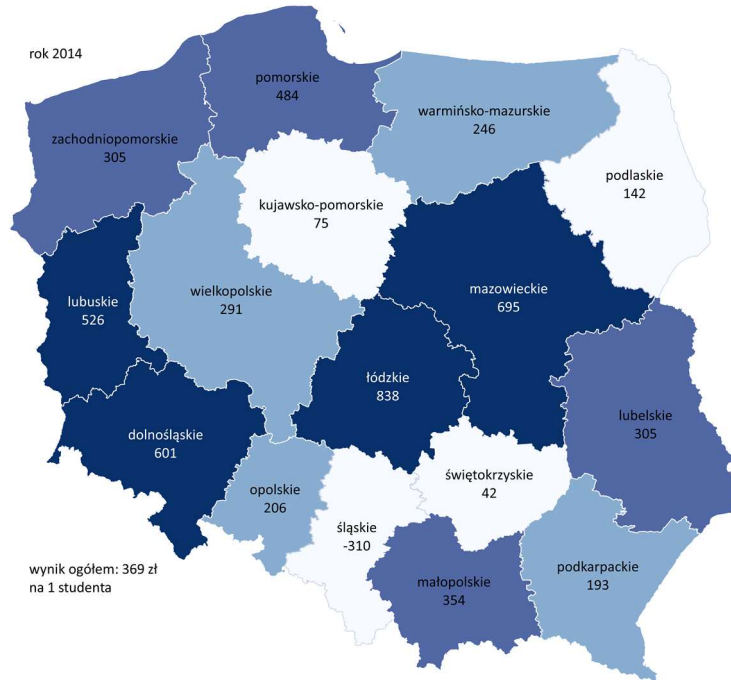 rok 2014
pomorskie
484
warmińsko-mazurskie
246
zachodniopomorskie
305
podlaskie
142
kujawsko-pomorskie
75
lubuskie
526
wielkopolskie
291
mazowieckie
695
łódzkie
838
lubelskie
305
dolnośląskie
601
opolskie
206
świętokrzyskie
42
śląskie
-310
małopolskie
354
podkarpackie
193
wynik ogółem: 369 zł
na 1 studenta